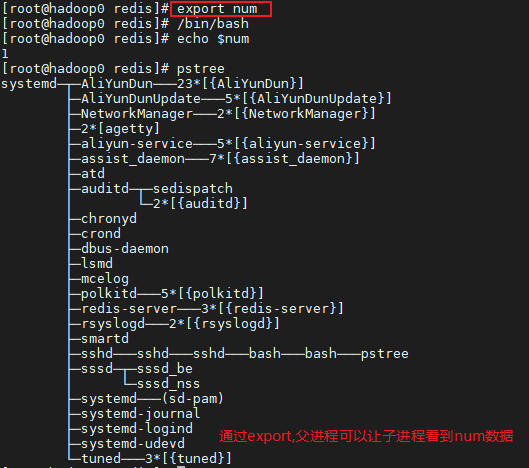 [root@hadoop0 redis]# export num
[root@hadoop0 redis]# /bin/bash
[root@hadoop0 redis]# echo $num
1
[root@hadoop0 redis]# pstree
systemd─┬─AliYunDun───23*[{AliYunDun}]
├─AliYunDunUpdate───5*[{AliYunDunUpdate}]
├─NetworkManager───2*[{NetworkManager}]
├─2*[agetty]
├─aliyun-service───5*[{aliyun-service}]
├─assist_daemon───7*[{assist_daemon}]
├─atd
├─auditd─┬─sedispatch
│ └─2*[{auditd}]
├─chronyd
├─crond
├─dbus-daemon
├─lsmd
├─mcelog
├─polkitd───5*[{polkitd}]
├─redis-server───3*[{redis-server}]
├─rsyslogd───2*[{rsyslogd}]
├─smartd
├─sshd───sshd───sshd───bash───bash───pstree
├─sssd─┬─sssd_be
│ └─sssd_nss
├─systemd───(sd-pam)
├─systemd-journal
├─systemd-logind
├─systemd-udevd
└─tuned───3*[{tuned}]
通过export,父进程可以让子进程看到num数据